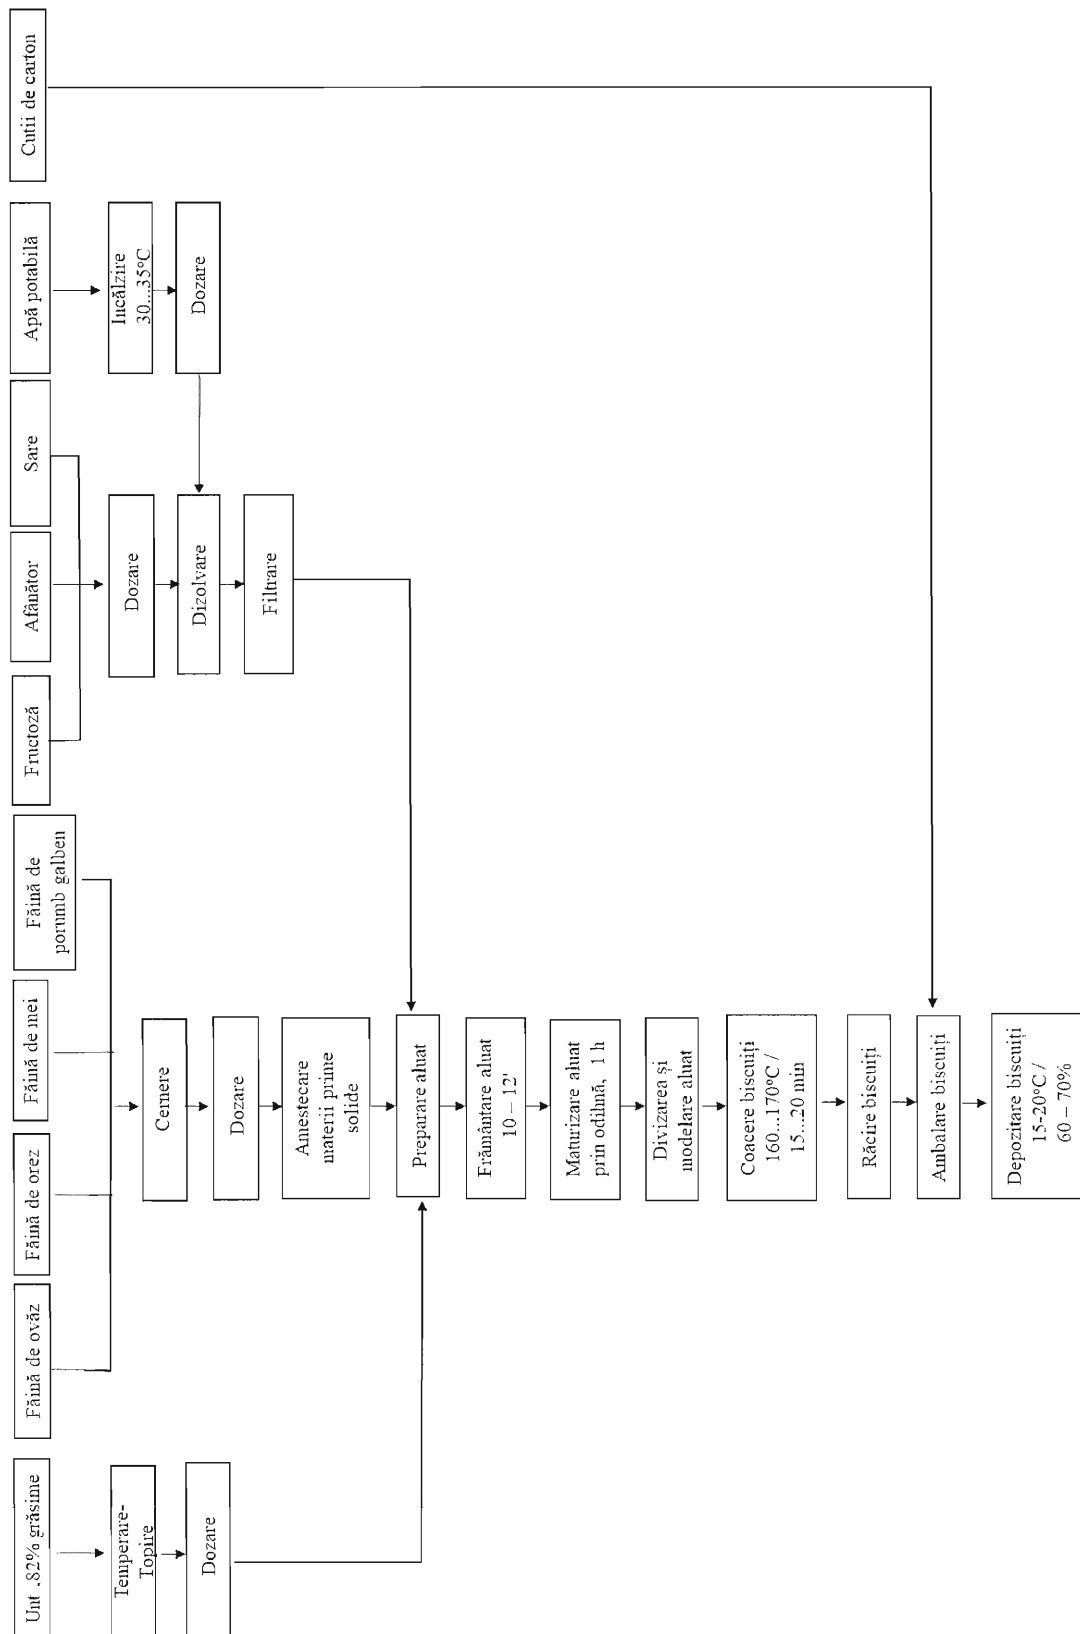 Unt .82% grăsime
Făină de ovăz
Făină de orez
Făină de mei
Făină de
porumb galben
Fructoză
Afânător
Sare
Apă potabilă
Cutii de carton
Temperare-
Topire
Dozare
Cernere
Dozare
Amestecare
materii prime
solide
Dozare
Dizolvare
Filtrare
Incălzire
30...35°C
Dozare
Preparare aluat
Frământare aluat
10 – 12'
Maturizare aluat
prin odihnă, 1 h
Divizarea și
modelare aluat
Coacere biscuiți
160...170°C /
15...20 min
Răcire biscuiți
Ambalare biscuiți
Depozitare biscuiți
15-20°C /
60 – 70%